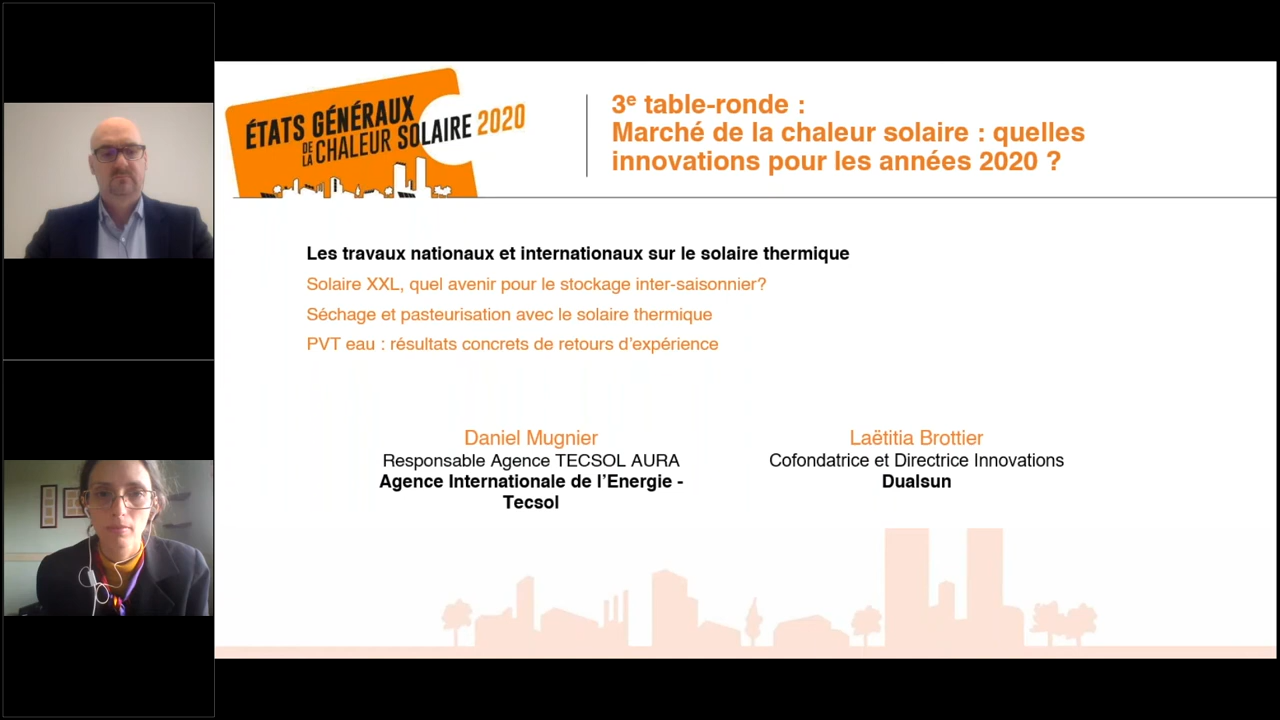 ÉTATS GÉNÉRAUX
DE LA CHALEUR SOLAIRE 2020
3e table-ronde :
Marché de la chaleur solaire : quelles
innovations pour les années 2020 ?
Les travaux nationaux et internationaux sur le solaire thermique
Solaire XXL, quel avenir pour le stockage inter-saisonnier?
Séchage et pasteurisation avec le solaire thermique
PVT eau : résultats concrets de retours d'expérience
Daniel Mugnier
Responsable Agence TECSOL AURA
Agence Internationale de l'Energie -
Tecsol
Laëtitia Brottier
Cofondatrice et Directrice Innovations
Dualsun